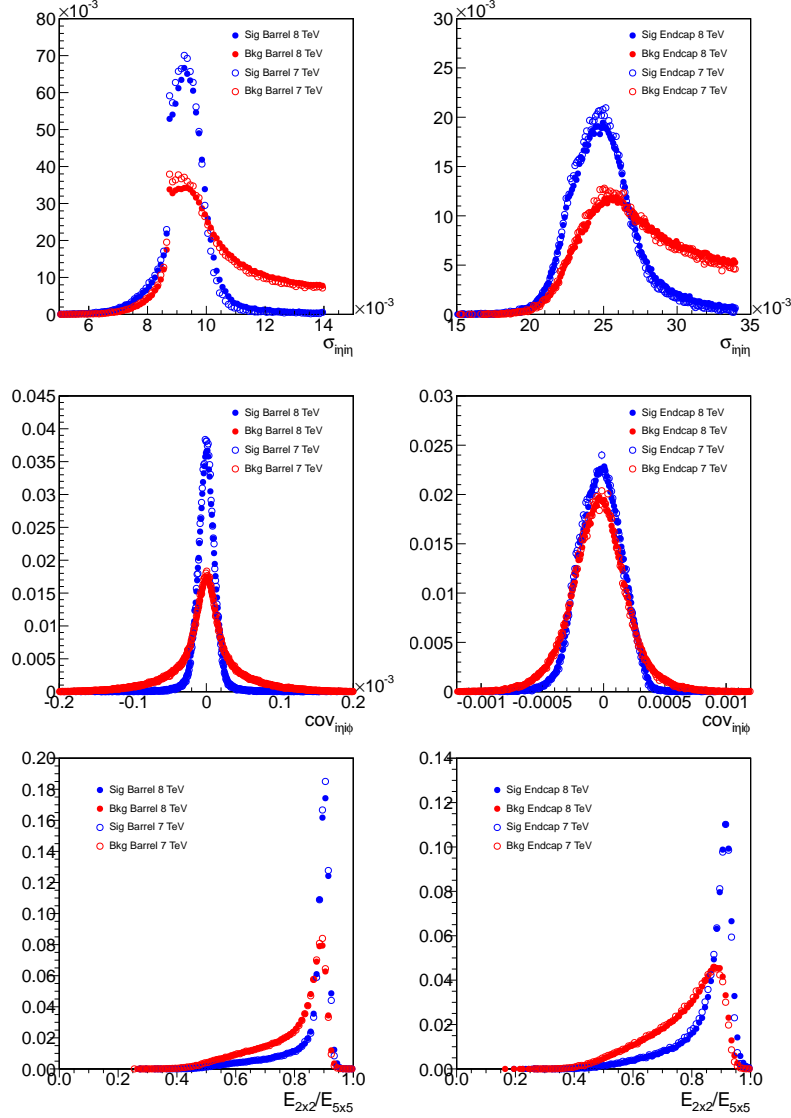 ×10⁻³
80
70
60
50
40
30
20
10
0
6 8 10 12 14
×10⁻³
σ_iηiη
Sig Barrel 8 TeV
Bkg Barrel 8 TeV
Sig Barrel 7 TeV
Bkg Barrel 7 TeV
×10⁻³
30
25
20
15
10
5
0
15 20 25 30 35
×10⁻³
σ_iηiη
Sig Endcap 8 TeV
Bkg Endcap 8 TeV
Sig Endcap 7 TeV
Bkg Endcap 7 TeV
0.045
0.04
0.035
0.03
0.025
0.02
0.015
0.01
0.005
0
-0.2 -0.1 0 0.1 0.2
×10⁻³
cov_iηiφ
Sig Barrel 8 TeV
Bkg Barrel 8 TeV
Sig Barrel 7 TeV
Bkg Barrel 7 TeV
0.03
0.025
0.02
0.015
0.01
0.005
0
-0.001 -0.0005 0 0.0005 0.001
cov_iηiφ
Sig Endcap 8 TeV
Bkg Endcap 8 TeV
Sig Endcap 7 TeV
Bkg Endcap 7 TeV
0.20
0.18
0.16
0.14
0.12
0.10
0.08
0.06
0.04
0.02
0.00
0.0 0.2 0.4 0.6 0.8 1.0
E_2x2/E_5x5
Sig Barrel 8 TeV
Bkg Barrel 8 TeV
Sig Barrel 7 TeV
Bkg Barrel 7 TeV
0.14
0.12
0.10
0.08
0.06
0.04
0.02
0.00
0.0 0.2 0.4 0.6 0.8 1.0
E_2x2/E_5x5
Sig Endcap 8 TeV
Bkg Endcap 8 TeV
Sig Endcap 7 TeV
Bkg Endcap 7 TeV